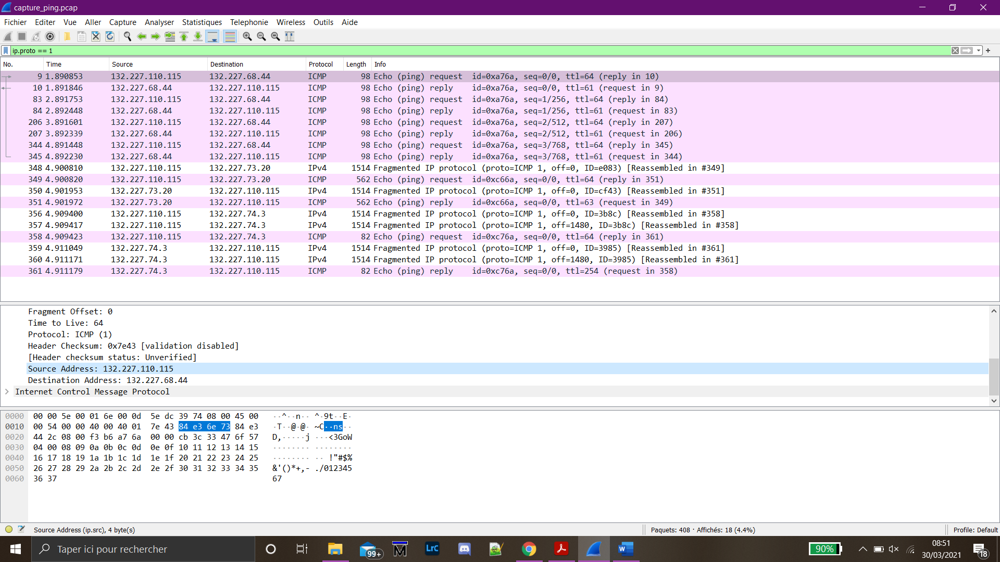 capture_ping.pcap
Fichier Editer Vue Aller Capture Analyser Statistiques Telephonie Wireless Outils Aide
ip.proto == 1
No. Time Source Destination Protocol Length Info
9 1.890853 132.227.110.115 132.227.68.44 ICMP 98 Echo (ping) request id=0xa76a, seq=0/0, ttl=64 (reply in 10)
10 1.891846 132.227.68.44 132.227.110.115 ICMP 98 Echo (ping) reply id=0xa76a, seq=0/0, ttl=61 (request in 9)
83 2.891753 132.227.110.115 132.227.68.44 ICMP 98 Echo (ping) request id=0xa76a, seq=1/256, ttl=64 (reply in 84)
84 2.892448 132.227.68.44 132.227.110.115 ICMP 98 Echo (ping) reply id=0xa76a, seq=1/256, ttl=61 (request in 83)
206 3.891601 132.227.110.115 132.227.68.44 ICMP 98 Echo (ping) request id=0xa76a, seq=2/512, ttl=64 (reply in 207)
207 3.892339 132.227.68.44 132.227.110.115 ICMP 98 Echo (ping) reply id=0xa76a, seq=2/512, ttl=61 (request in 206)
344 4.891448 132.227.110.115 132.227.68.44 ICMP 98 Echo (ping) request id=0xa76a, seq=3/768, ttl=64 (reply in 345)
345 4.892230 132.227.68.44 132.227.110.115 ICMP 98 Echo (ping) reply id=0xa76a, seq=3/768, ttl=61 (request in 344)
348 4.900810 132.227.110.115 132.227.73.20 IPv4 1514 Fragmented IP protocol (proto=ICMP 1, off=0, ID=e083) [Reassembled in #349]
349 4.900820 132.227.110.115 132.227.73.20 ICMP 562 Echo (ping) request id=0xc66a, seq=0/0, ttl=64 (reply in 351)
350 4.901953 132.227.73.20 132.227.110.115 IPv4 1514 Fragmented IP protocol (proto=ICMP 1, off=0, ID=cf43) [Reassembled in #351]
351 4.901972 132.227.73.20 132.227.110.115 ICMP 562 Echo (ping) reply id=0xc66a, seq=0/0, ttl=63 (request in 349)
356 4.909400 132.227.110.115 132.227.74.3 IPv4 1514 Fragmented IP protocol (proto=ICMP 1, off=0, ID=3b8c) [Reassembled in #358]
357 4.909417 132.227.110.115 132.227.74.3 IPv4 1514 Fragmented IP protocol (proto=ICMP 1, off=1480, ID=3b8c) [Reassembled in #358]
358 4.909423 132.227.110.115 132.227.74.3 ICMP 82 Echo (ping) request id=0xc76a, seq=0/0, ttl=64 (reply in 361)
359 4.911049 132.227.74.3 132.227.110.115 IPv4 1514 Fragmented IP protocol (proto=ICMP 1, off=0, ID=3985) [Reassembled in #361]
360 4.911171 132.227.74.3 132.227.110.115 IPv4 1514 Fragmented IP protocol (proto=ICMP 1, off=1480, ID=3985) [Reassembled in #361]
361 4.911179 132.227.74.3 132.227.110.115 ICMP 82 Echo (ping) reply id=0xc76a, seq=0/0, ttl=254 (request in 358)
Fragment Offset: 0
Time to Live: 64
Protocol: ICMP (1)
Header Checksum: 0x7e43 [validation disabled]
[Header checksum status: Unverified]
Source Address: 132.227.110.115
Destination Address: 132.227.68.44
Internet Control Message Protocol
0000 00 00 5e 00 01 6e 00 0d 5e dc 39 74 08 00 45 00 ··^··n·· ^·9t··E·
0010 00 54 00 00 40 00 40 01 7e 43 84 e3 6e 73 84 e3 ·T··@·@· ~C··ns··
0020 44 2c 08 00 f3 b6 a7 6a 00 00 cb 3c 33 47 6f 57 D,·····j ···<3GoW
0030 04 00 08 09 0a 0b 0c 0d 0e 0f 10 11 12 13 14 15 ········ ········
0040 16 17 18 19 1a 1b 1c 1d 1e 1f 20 21 22 23 24 25 ········ ·· !"#$%
0050 26 27 28 29 2a 2b 2c 2d 2e 2f 30 31 32 33 34 35 &'()*+,- ./012345
0060 36 37 67
Source Address (ip.src), 4 byte(s) Paquets: 408 · Affichés: 18 (4.4%) Profile: Default
Taper ici pour rechercher 99+ M LrC W 90% 08:51
30/03/2021 18